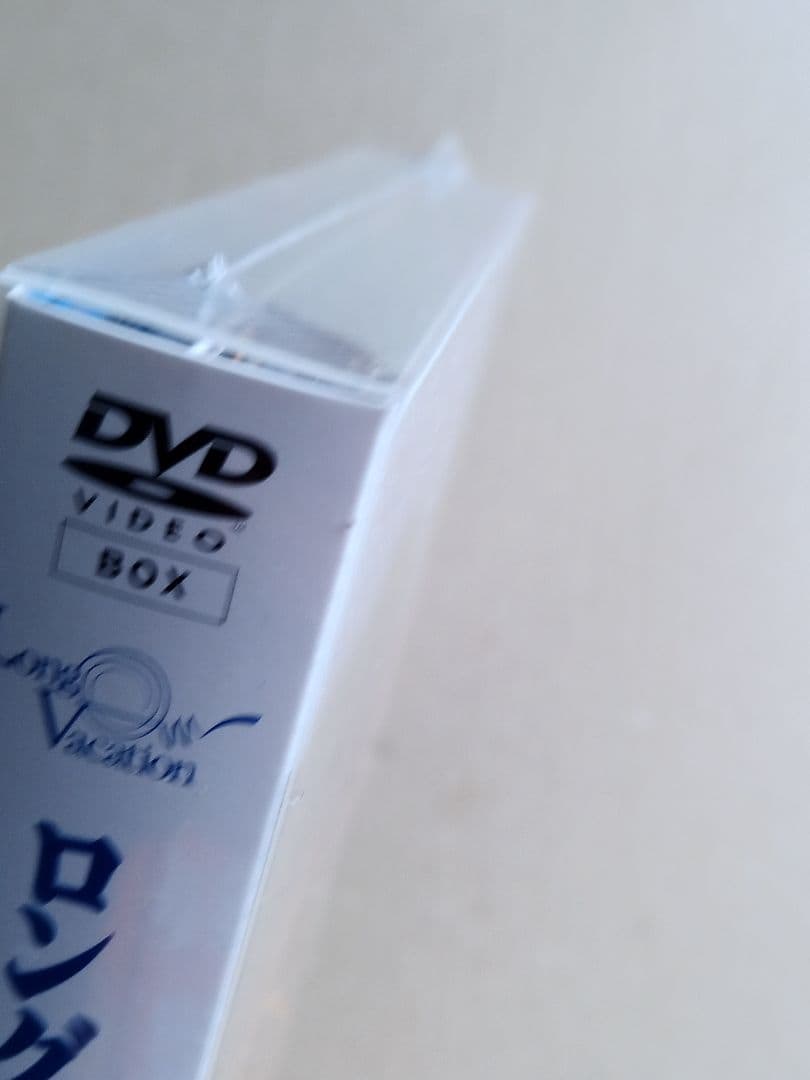 DVD
VIDEO
BOX
Long
Vacation
ロング